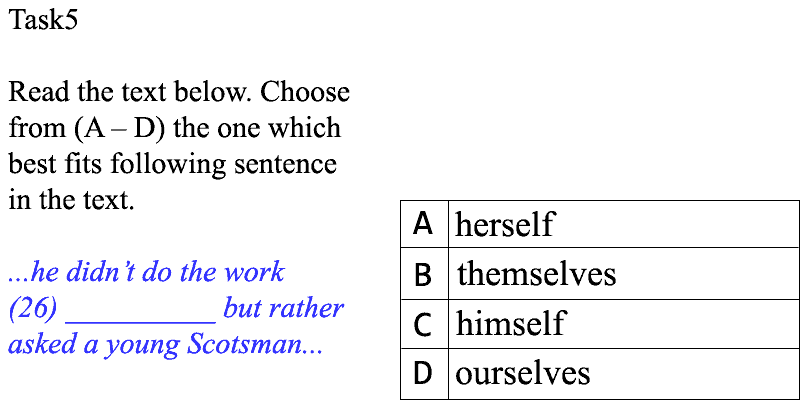 Task5
Read the text below. Choose
from (A – D) the one which
best fits following sentence
in the text.
...he didn’t do the work
(26) __________ but rather
asked a young Scotsman...
A herself
B themselves
C himself
D ourselves